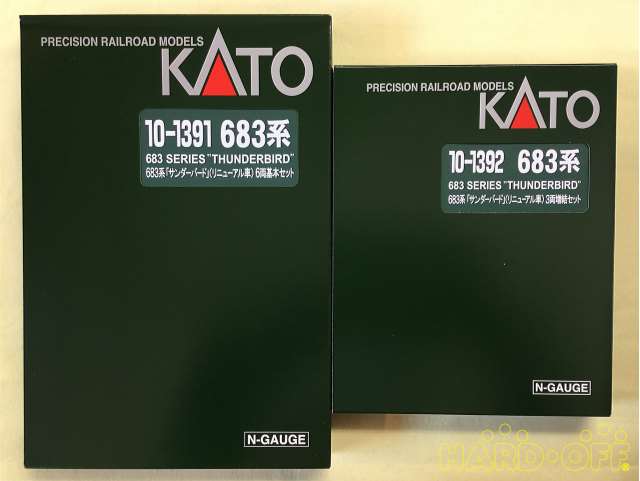 PRECISION RAILROAD MODELS
KATO
10-1391 683系
683 SERIES "THUNDERBIRD"
683系「サンダーバード」(リニューアル車) 6両基本セット
N-GAUGE
PRECISION RAILROAD MODELS
KATO
10-1392 683系
683 SERIES "THUNDERBIRD"
683系「サンダーバード」(リニューアル車) 3両増結セット
N-GAUGE
HARD·OFF